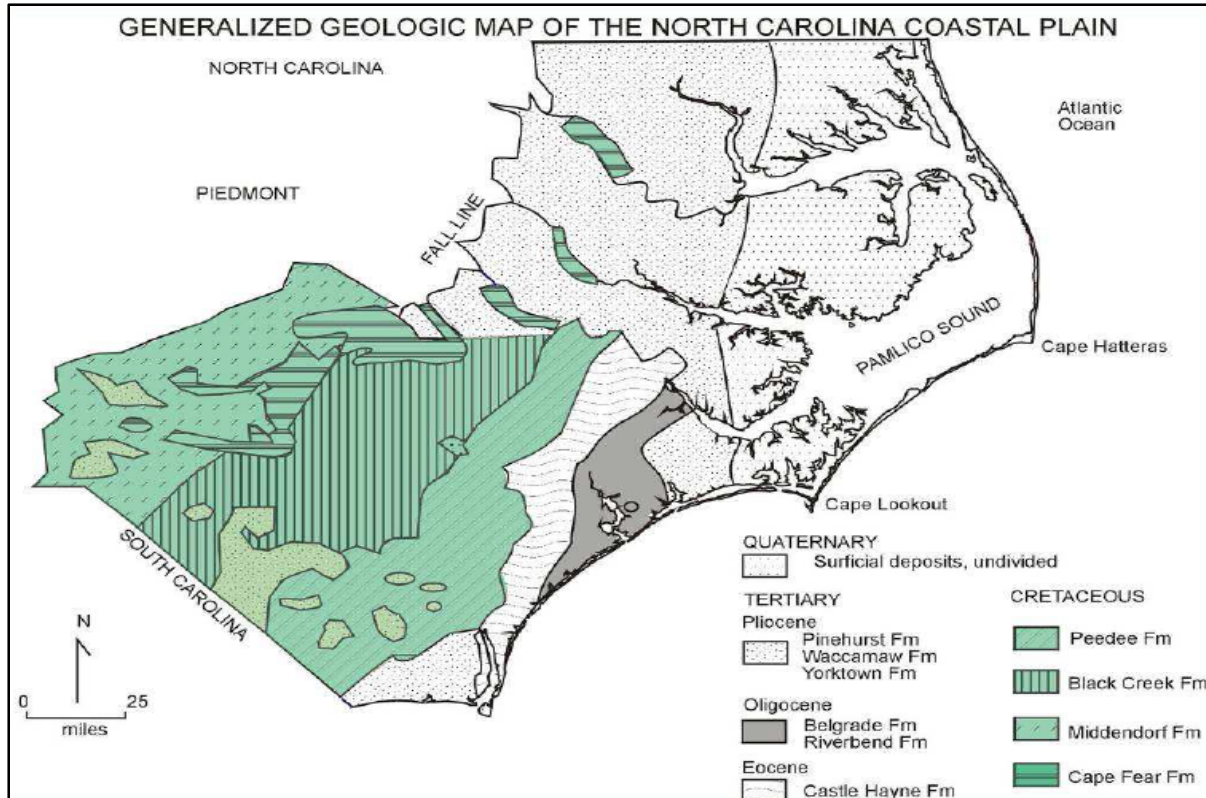 GENERALIZED GEOLOGIC MAP OF THE NORTH CAROLINA COASTAL PLAIN
NORTH CAROLINA
Atlantic
Ocean
PIEDMONT
FALL LINE
PAMLICO SOUND
Cape Hatteras
Cape Lookout
SOUTH CAROLINA
N
0 25
miles
QUATERNARY
Surficial deposits, undivided
TERTIARY
Pliocene
Pinehurst Fm
Waccamaw Fm
Yorktown Fm
Oligocene
Belgrade Fm
Riverbend Fm
Eocene
Castle Hayne Fm
CRETACEOUS
Peedee Fm
Black Creek Fm
Middendorf Fm
Cape Fear Fm